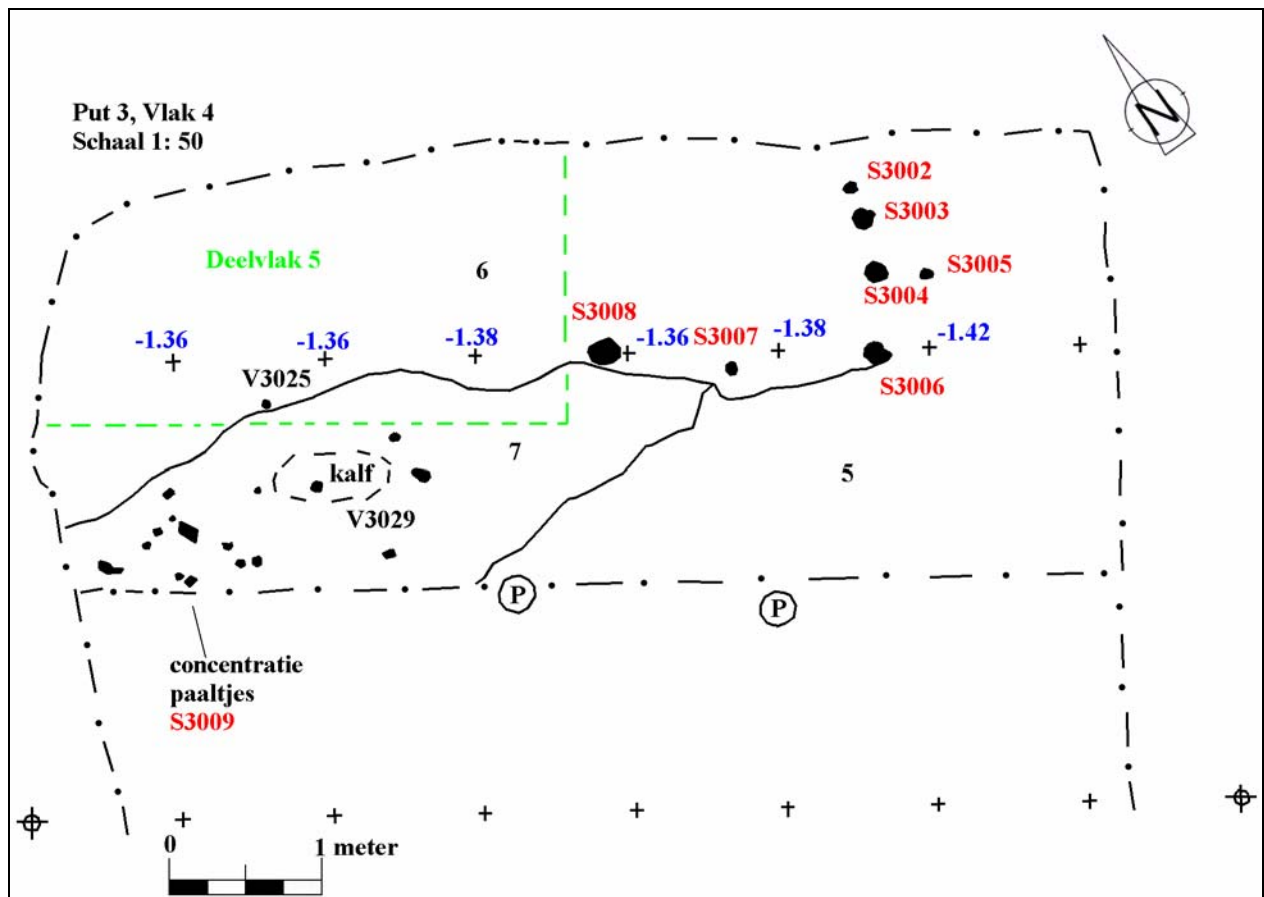 Put 3, Vlak 4
Schaal 1: 50
N
S3002
S3003
Deelvlak 5
6
S3005
S3004
S3008
-1.36
-1.36
-1.38
-1.36
S3007
-1.38
-1.42
V3025
S3006
7
kalf
5
V3029
P
P
concentratie
paaltjes
S3009
0
1 meter